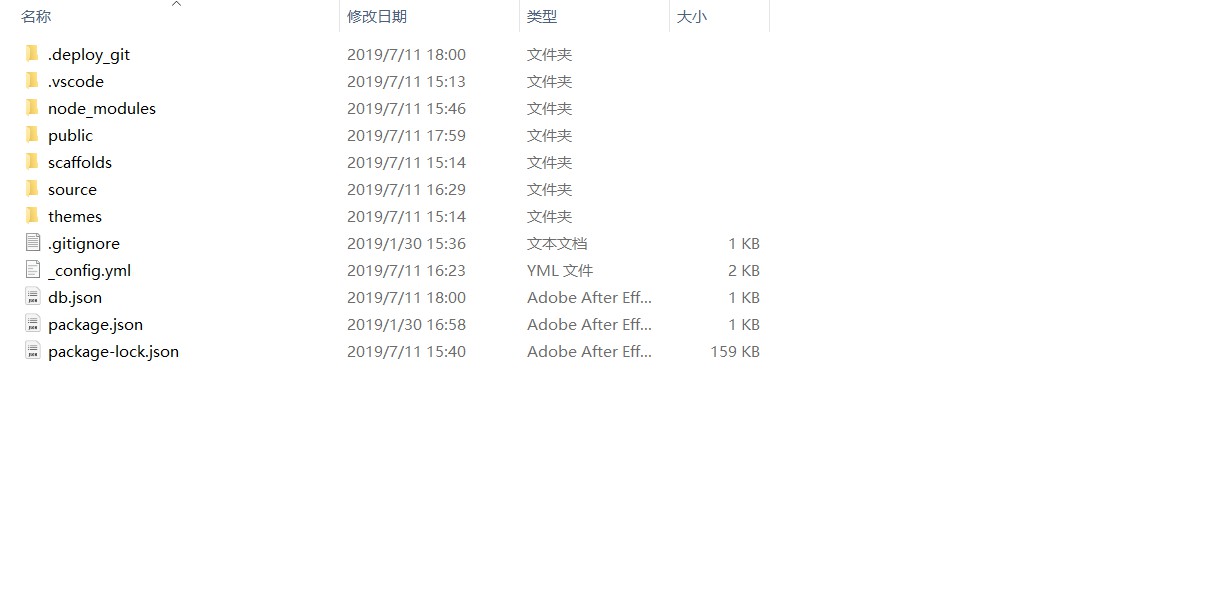 名称 修改日期 类型 大小
.deploy_git 2019/7/11 18:00 文件夹
.vscode 2019/7/11 15:13 文件夹
node_modules 2019/7/11 15:46 文件夹
public 2019/7/11 17:59 文件夹
scaffolds 2019/7/11 15:14 文件夹
source 2019/7/11 16:29 文件夹
themes 2019/7/11 15:14 文件夹
.gitignore 2019/1/30 15:36 文本文档 1 KB
_config.yml 2019/7/11 16:23 YML 文件 2 KB
db.json 2019/7/11 18:00 Adobe After Eff... 1 KB
package.json 2019/1/30 16:58 Adobe After Eff... 1 KB
package-lock.json 2019/7/11 15:40 Adobe After Eff... 159 KB